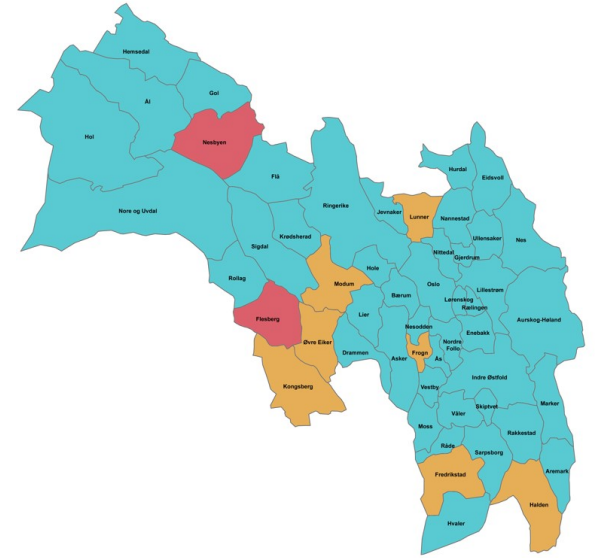 Hemsedal
Gol
Ål
Hol
Nesbyen
Flå
Nore og Uvdal
Ringerike
Krødsherad
Sigdal
Rollag
Modum
Flesberg
Øvre Eiker
Kongsberg
Hole
Lier
Drammen
Jevnaker
Lunner
Hurdal
Eidsvoll
Nannestad
Ullensaker
Nes
Nittedal
Gjerdrum
Oslo
Bærum
Lillestrøm
Lørenskog
Rælingen
Aurskog-Høland
Nesodden
Enebakk
Nordre
Follo
Frogn
Ås
Asker
Vestby
Indre Østfold
Skiptvet
Våler
Marker
Moss
Rakkestad
Råde
Sarpsborg
Aremark
Fredrikstad
Halden
Hvaler